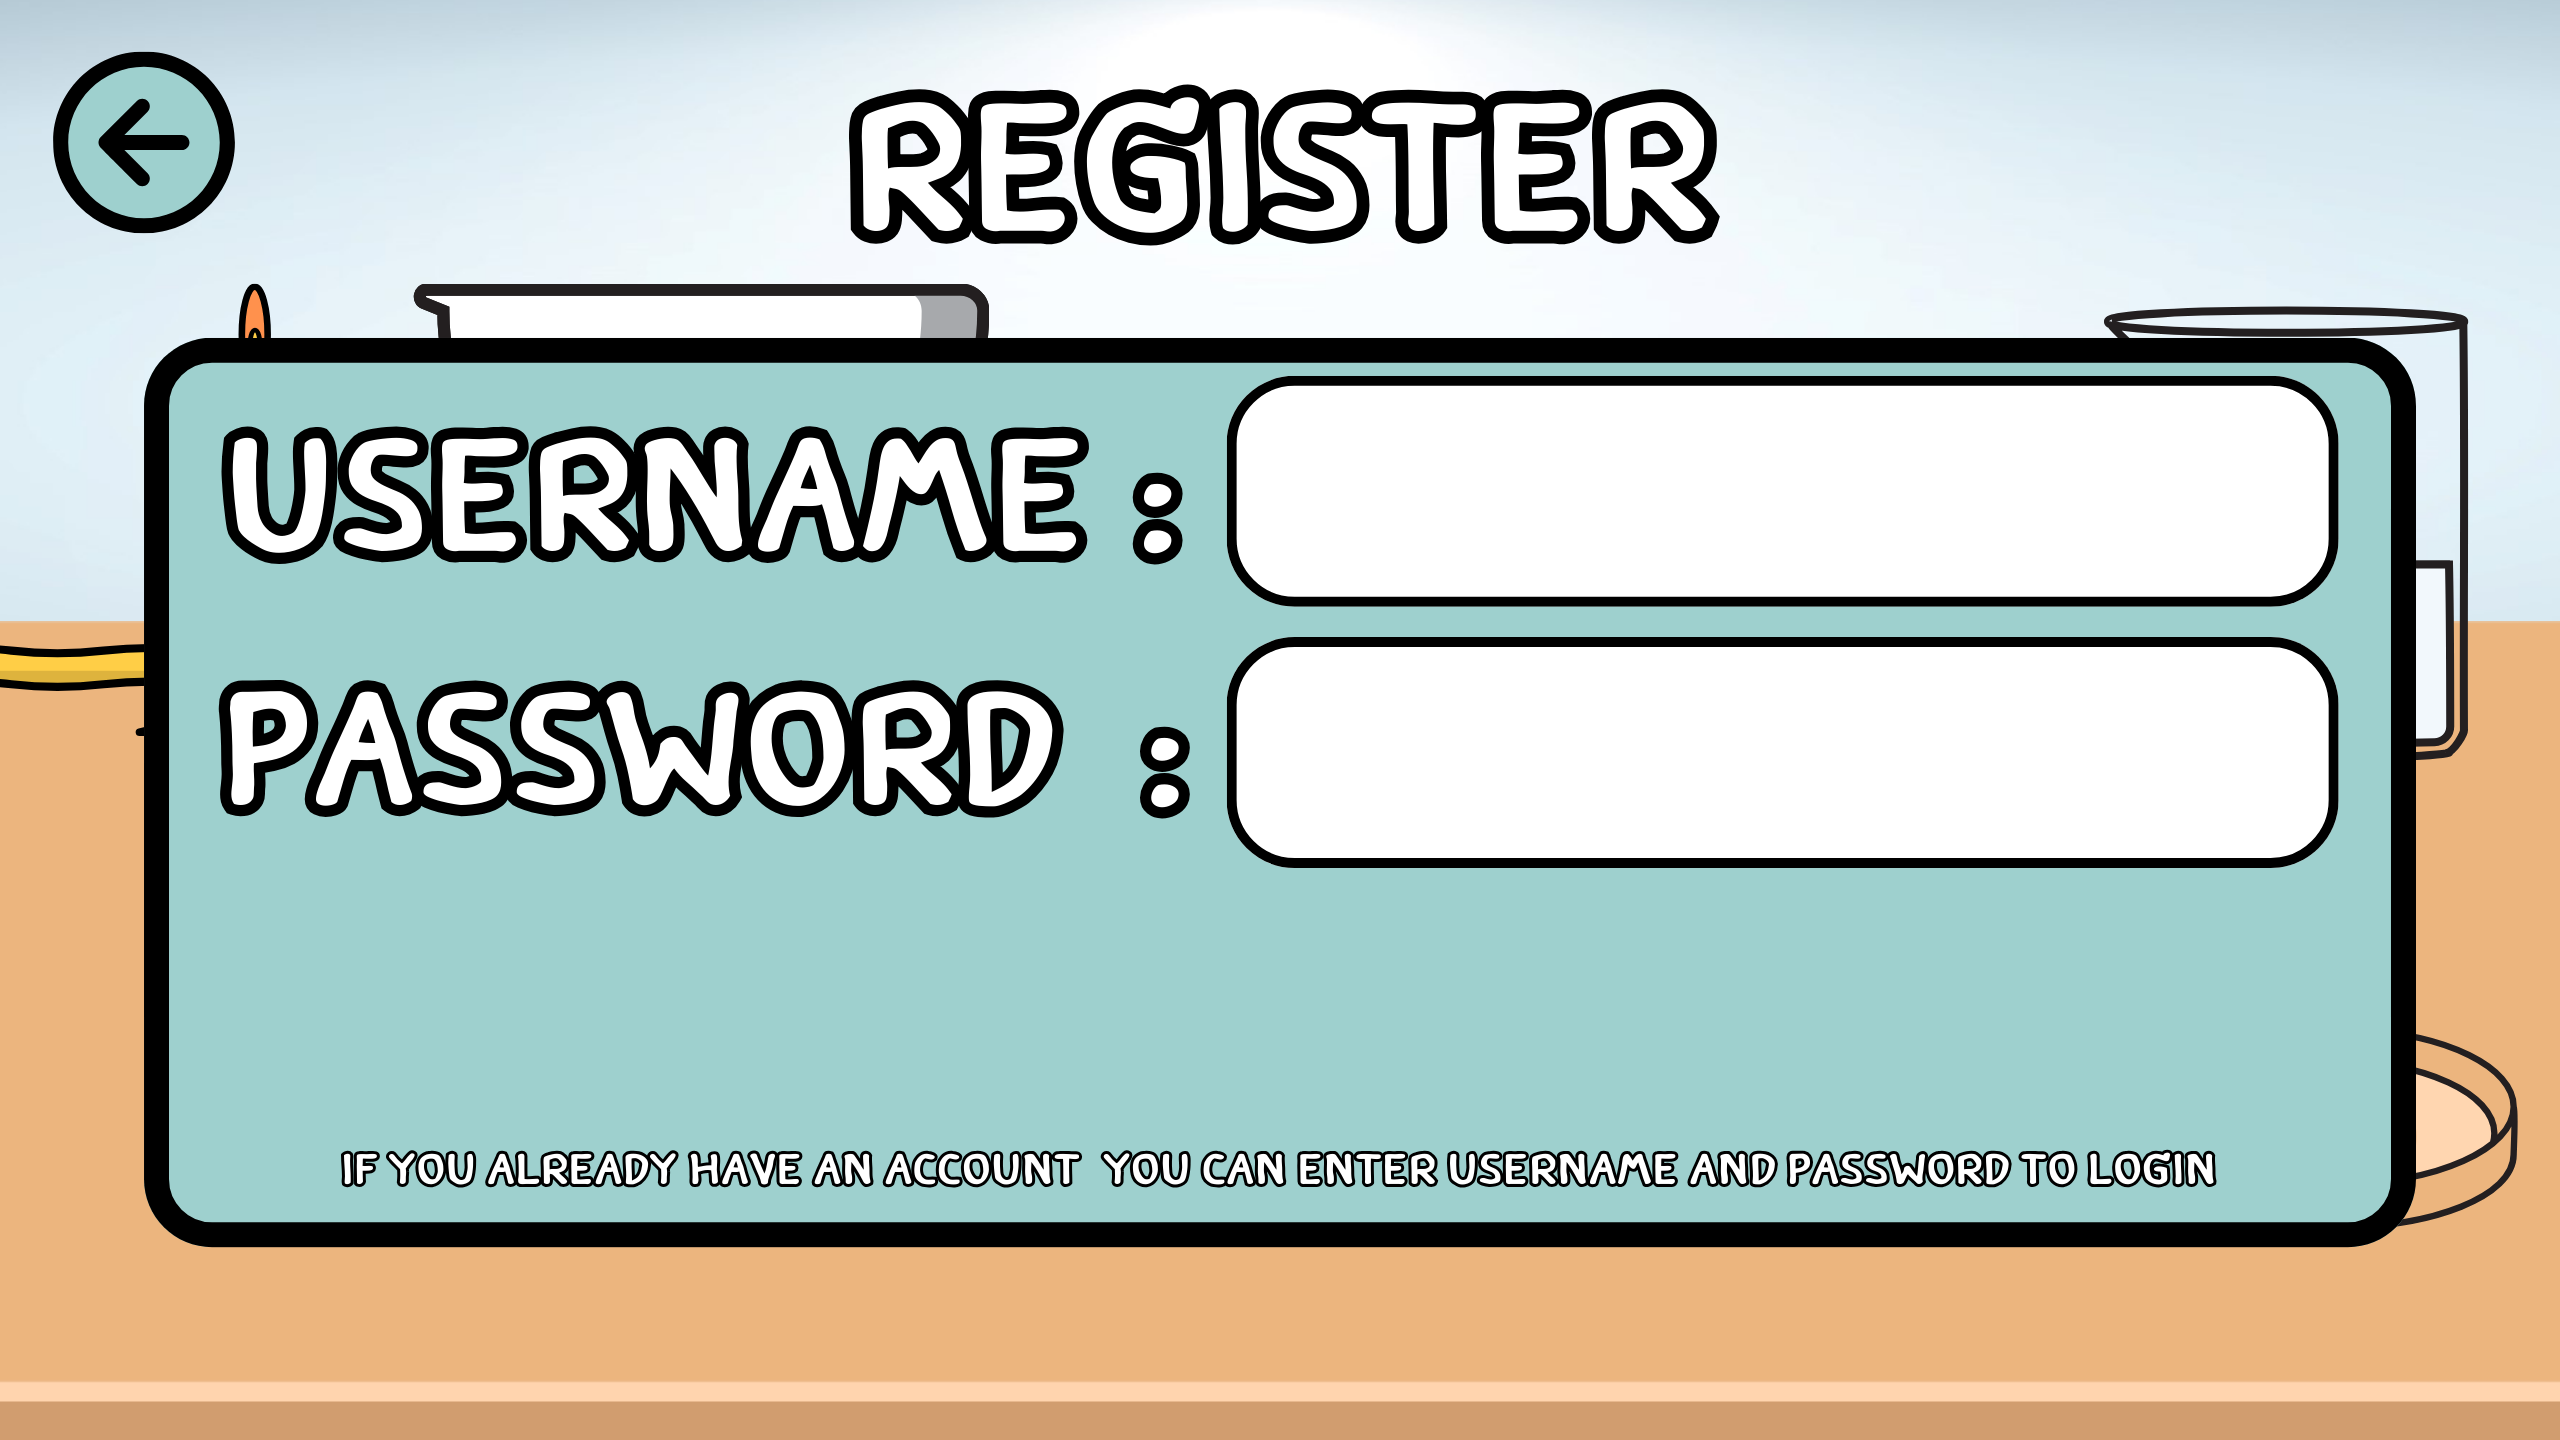 REGISTER
USERNAME :
PASSWORD :
IF YOU ALREADY HAVE AN ACCOUNT YOU CAN ENTER USERNAME AND PASSWORD TO LOGIN